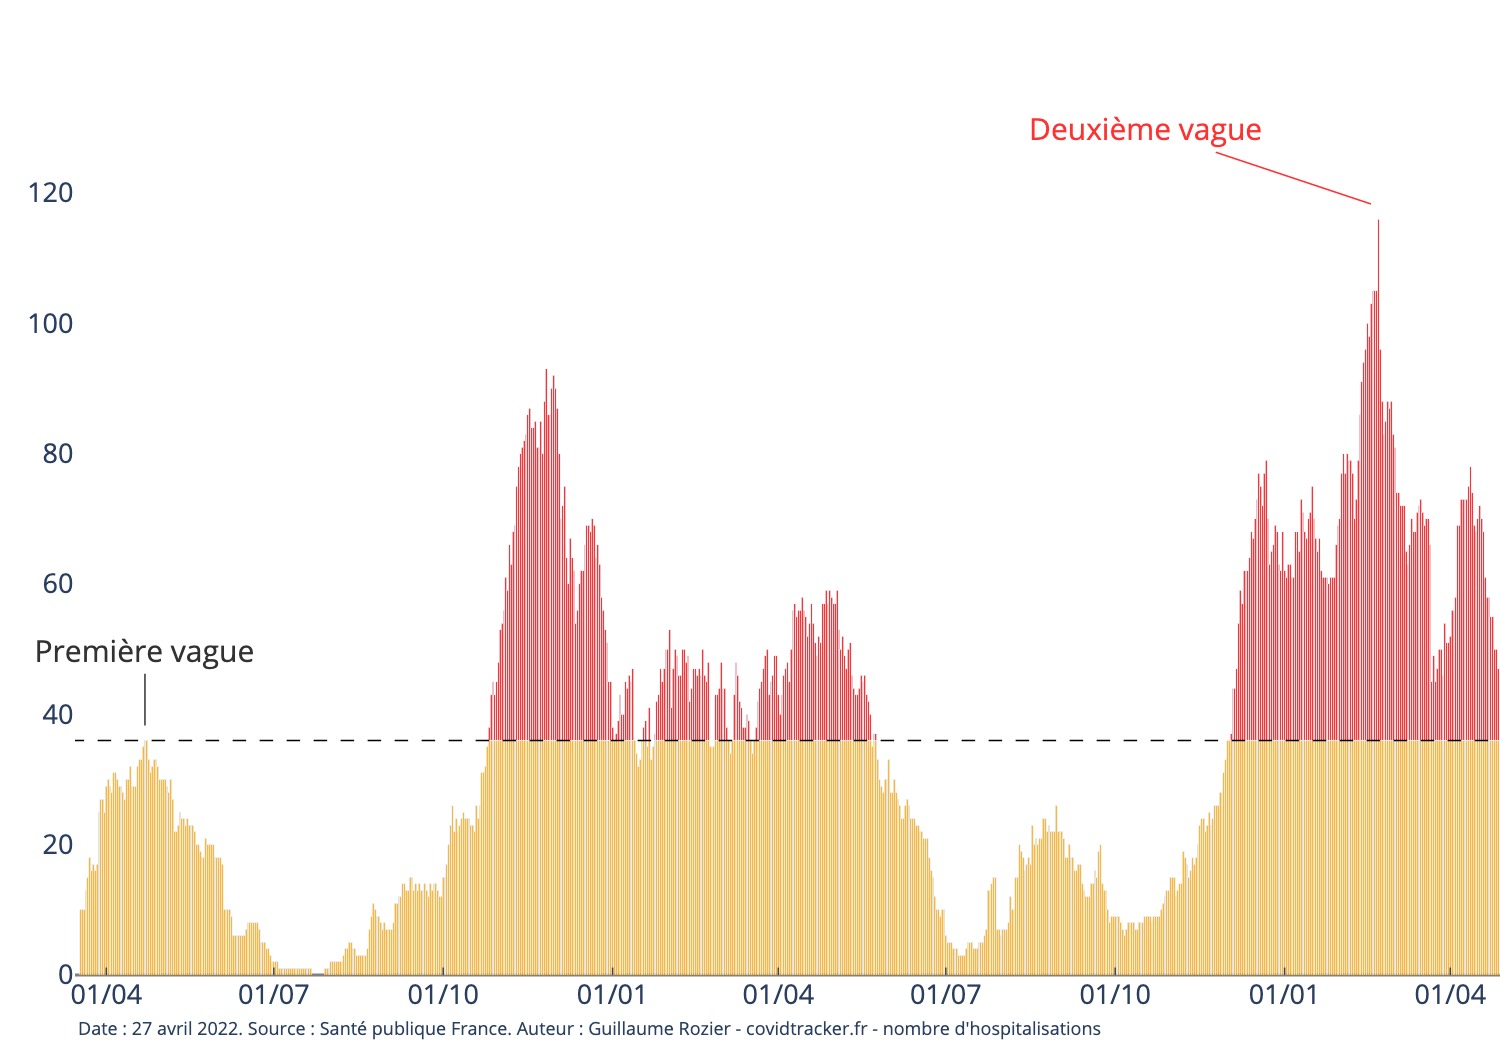 Deuxième vague
120
100
80
60
Première vague
40
20
0
01/04 01/07 01/10 01/01 01/04 01/07 01/10 01/01 01/04
Date : 27 avril 2022. Source : Santé publique France. Auteur : Guillaume Rozier - covidtracker.fr - nombre d'hospitalisations